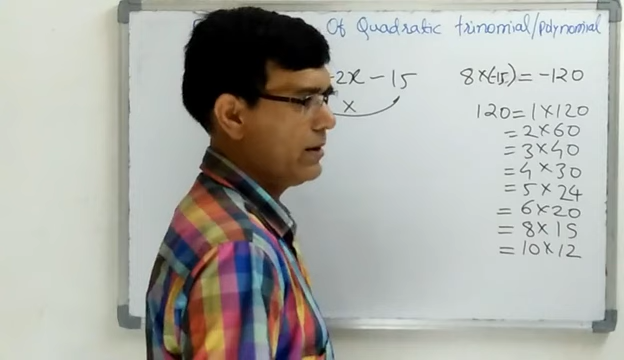 Of Quadratic trinomial/polynomial
-2x - 15
8x(-15) = -120
x
120 = 1 x 120
= 2 x 60
= 3 x 40
= 4 x 30
= 5 x 24
= 6 x 20
= 8 x 15
= 10 x 12